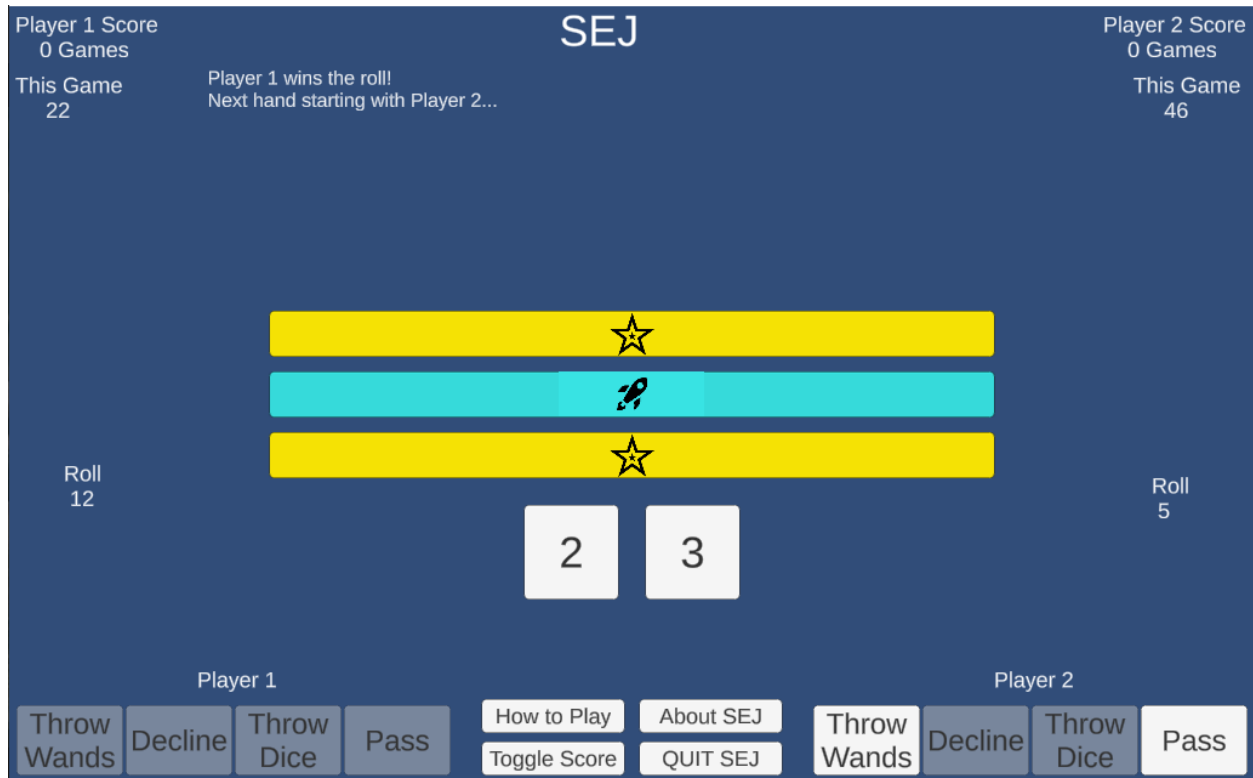 SEJ
Player 1 Score
0 Games
This Game
22
Player 1 wins the roll!
Next hand starting with Player 2...
Player 2 Score
0 Games
This Game
46
Roll
12
2
3
Roll
5
Player 1
Throw
Wands
Decline
Throw
Dice
Pass
How to Play
About SEJ
Toggle Score
QUIT SEJ
Player 2
Throw
Wands
Decline
Throw
Dice
Pass